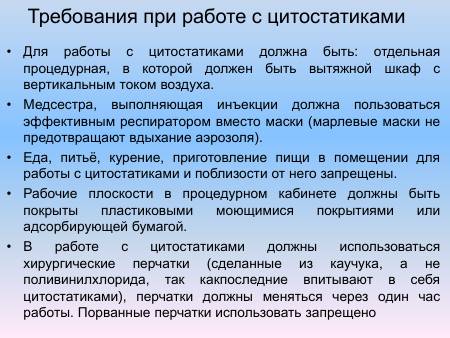 Требования при работе с цитостатиками
• Для работы с цитостатиками должна быть: отдельная
процедурная, в которой должен быть вытяжной шкаф с
вертикальным током воздуха.
• Медсестра, выполняющая инъекции должна пользоваться
эффективным респиратором вместо маски (марлевые маски не
предотвращают вдыхание аэрозоля).
• Еда, питьё, курение, приготовление пищи в помещении для
работы с цитостатиками и поблизости от него запрещены.
• Рабочие плоскости в процедурном кабинете должны быть
покрыты пластиковыми моющимися покрытиями или
адсорбирующей бумагой.
• В работе с цитостатиками должны использоваться
хирургические перчатки (сделанные из каучука, а не
поливинилхлорида, так какпоследние впитывают в себя
цитостатиками), перчатки должны меняться через один час
работы. Порванные перчатки использовать запрещено